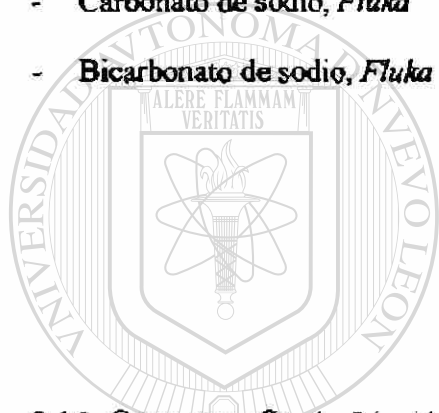 - Carbonato de sodio, Fluka
- Bicarbonato de sodio, Fluka
UNIVERSIDAD AUTONOMA DE NUEVO LEON
ALERE FLAMMAM
VERITATIS